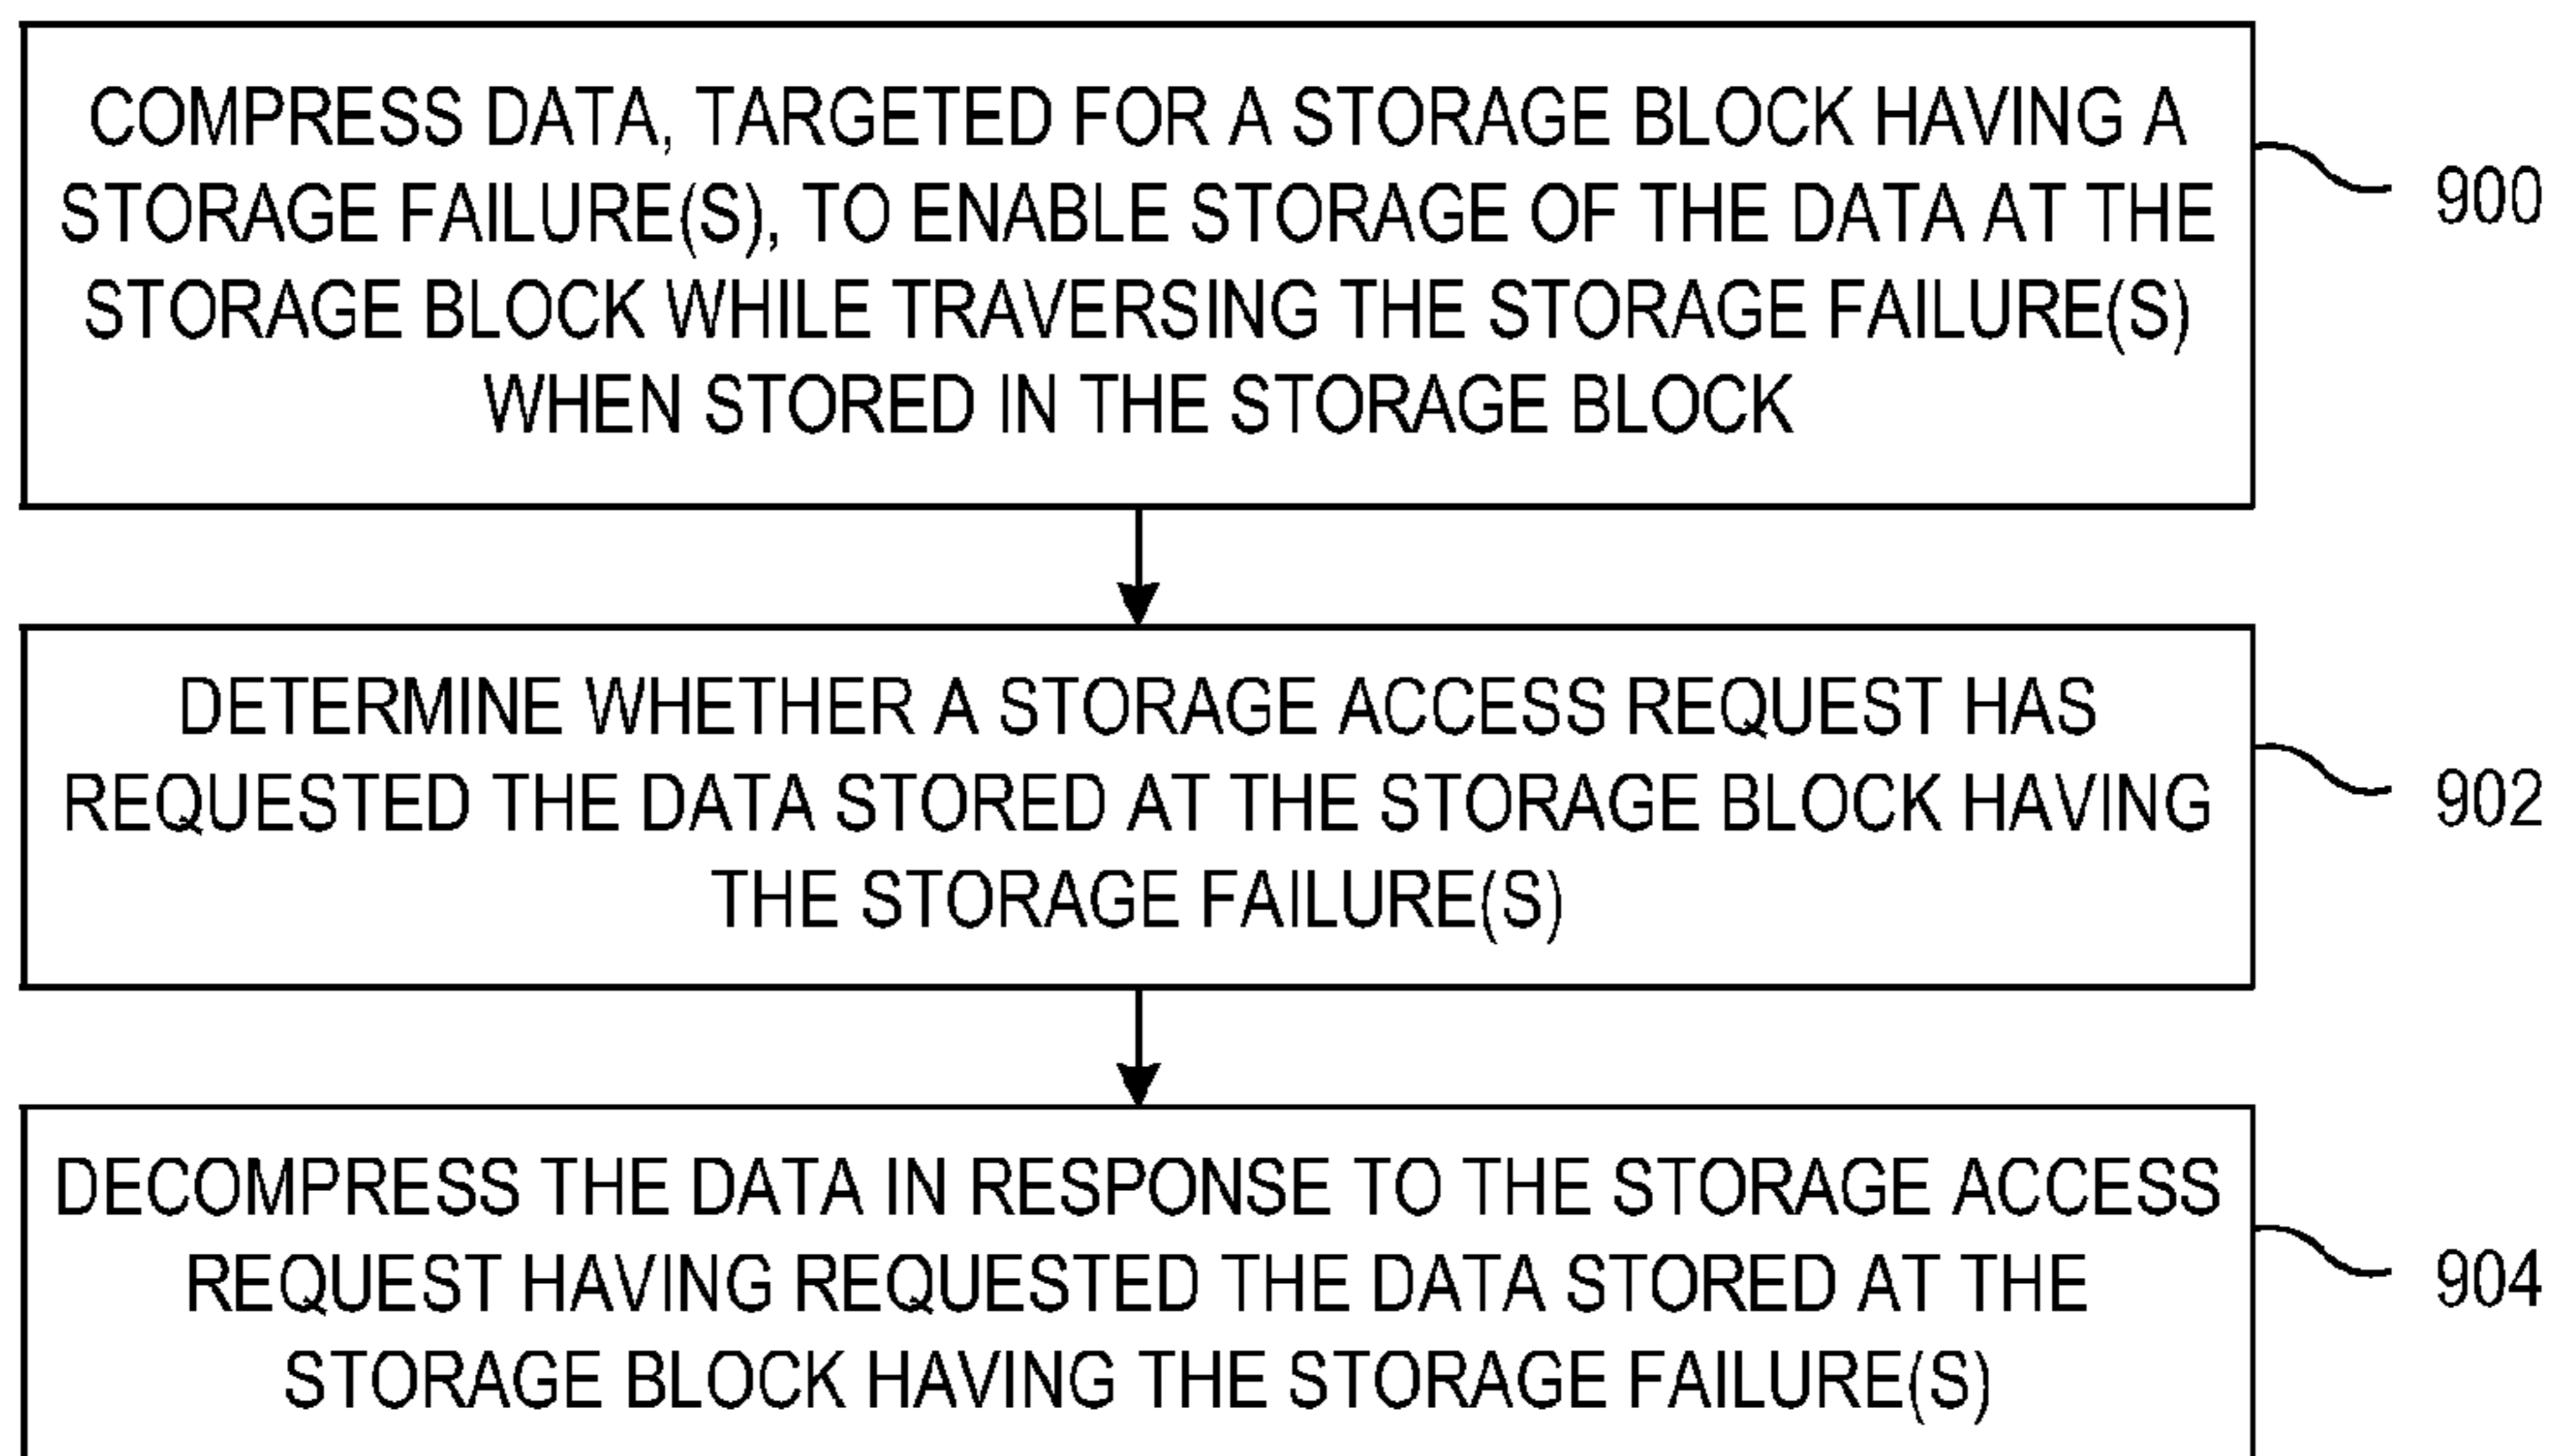 COMPRESS DATA, TARGETED FOR A STORAGE BLOCK HAVING A
STORAGE FAILURE(S), TO ENABLE STORAGE OF THE DATA AT THE
STORAGE BLOCK WHILE TRAVERSING THE STORAGE FAILURE(S)
WHEN STORED IN THE STORAGE BLOCK
900
DETERMINE WHETHER A STORAGE ACCESS REQUEST HAS
REQUESTED THE DATA STORED AT THE STORAGE BLOCK HAVING
THE STORAGE FAILURE(S)
902
DECOMPRESS THE DATA IN RESPONSE TO THE STORAGE ACCESS
REQUEST HAVING REQUESTED THE DATA STORED AT THE
STORAGE BLOCK HAVING THE STORAGE FAILURE(S)
904